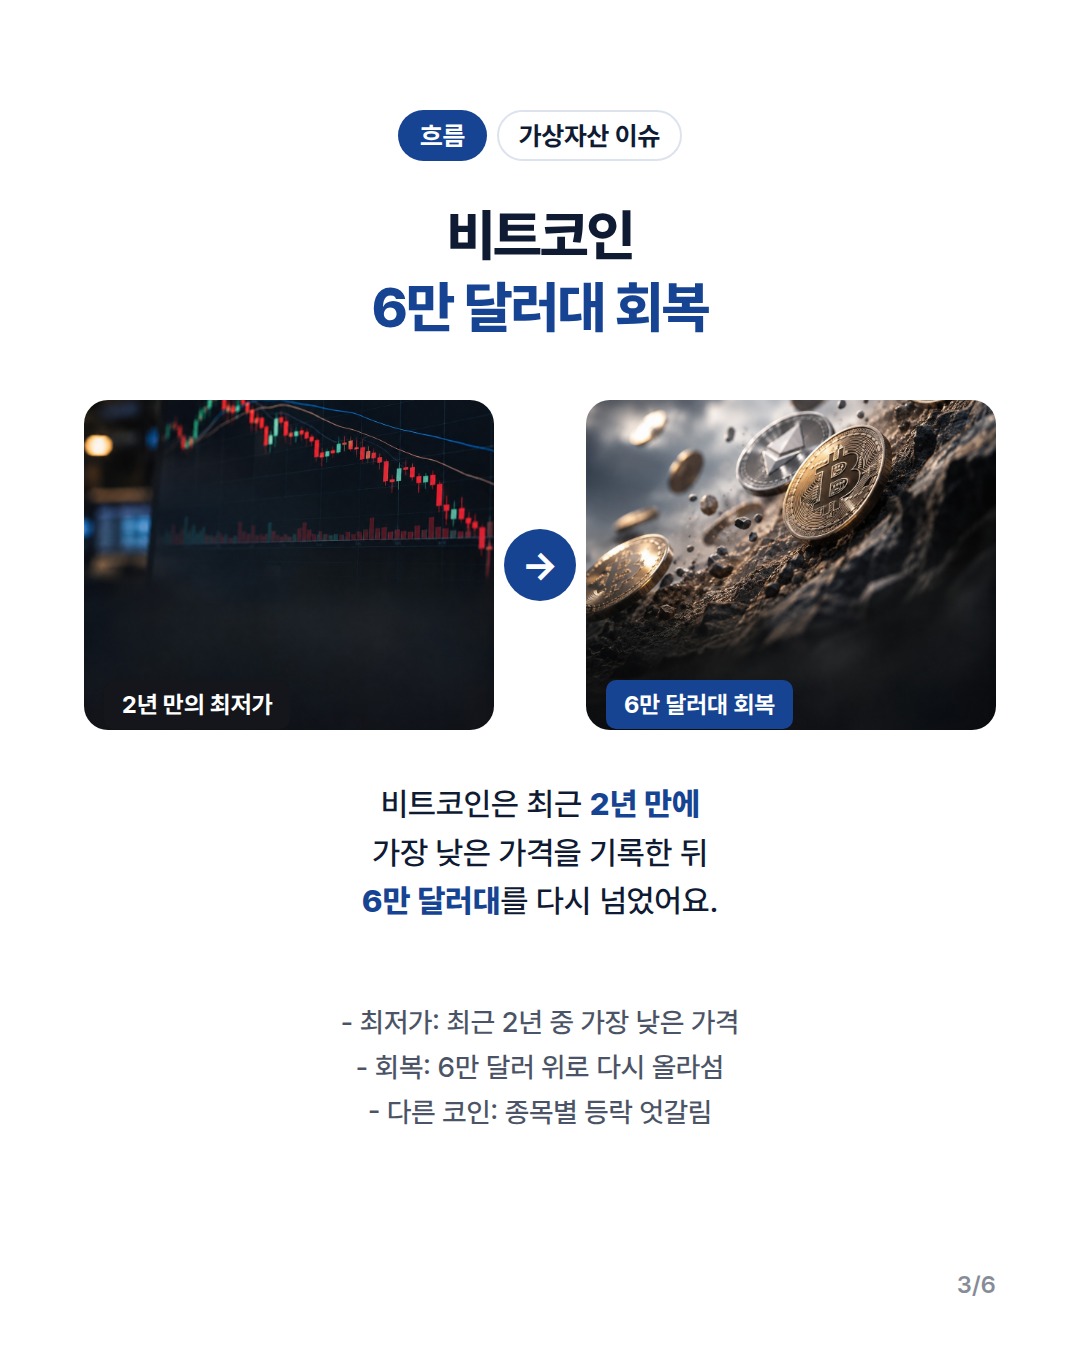 흐름
가상자산 이슈
비트코인
6만 달러대 회복
2년 만의 최저가
6만 달러대 회복
비트코인은 최근 2년 만에
가장 낮은 가격을 기록한 뒤
6만 달러대를 다시 넘었어요.
- 최저가: 최근 2년 중 가장 낮은 가격
- 회복: 6만 달러 위로 다시 올라섬
- 다른 코인: 종목별 등락 엇갈림
3/6